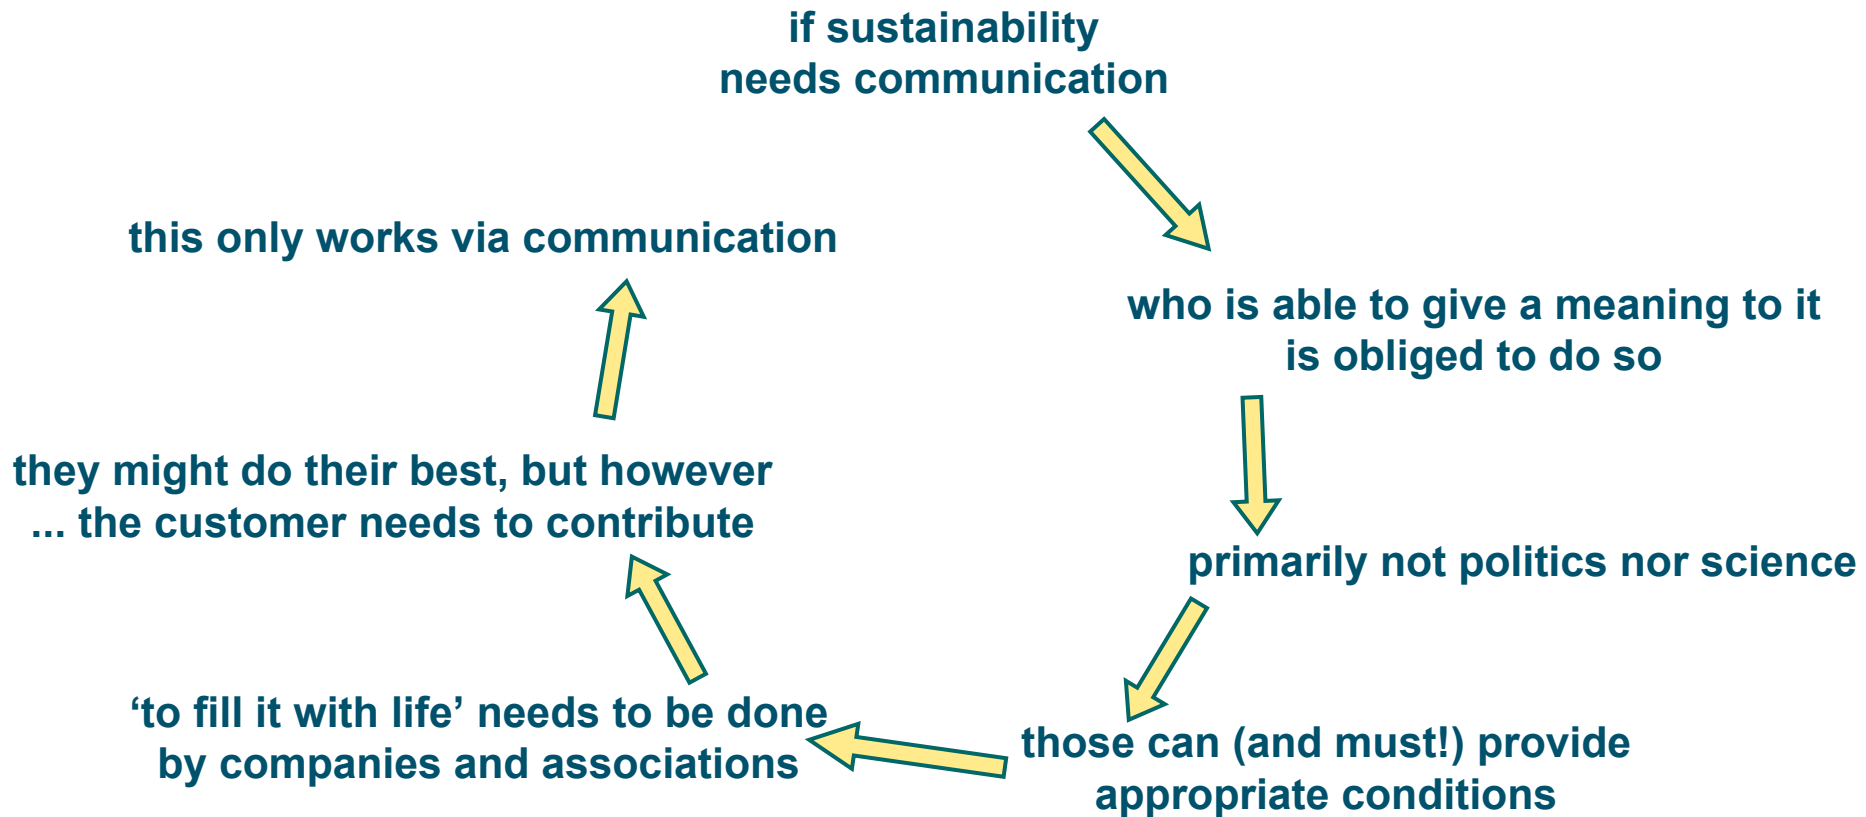 if sustainability
needs communication
who is able to give a meaning to it
is obliged to do so
primarily not politics nor science
those can (and must!) provide
appropriate conditions
‘to fill it with life’ needs to be done
by companies and associations
they might do their best, but however
... the customer needs to contribute
this only works via communication